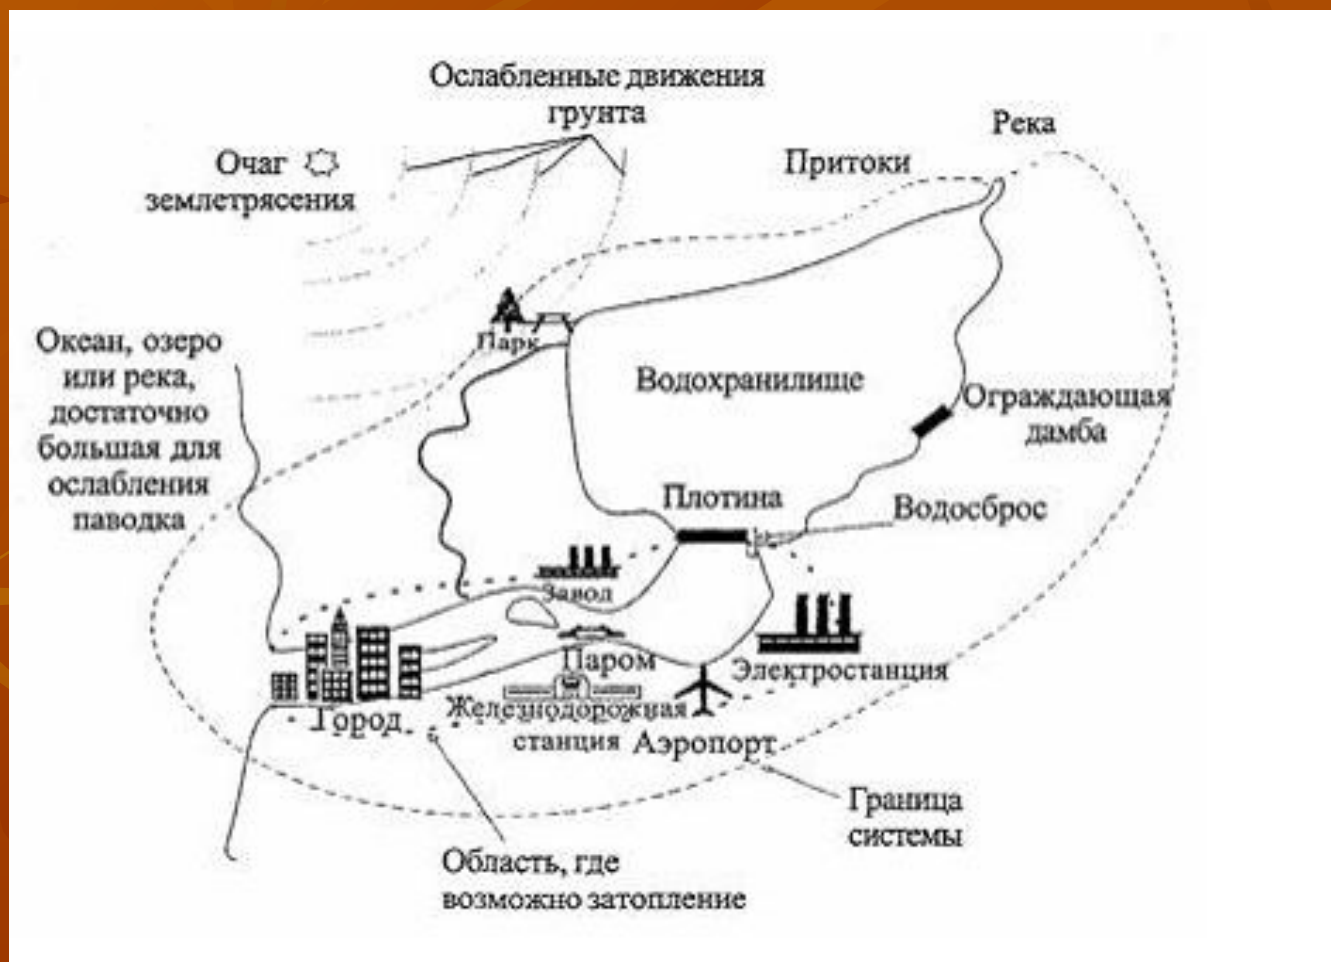 Ослабленные движения
грунта
Река
Очаг
землетрясения
Притоки
Парк
Океан, озеро
или река,
достаточно
большая для
ослабления
паводка
Водохранилище
Ограждающая
дамба
Плотина
Водосброс
Завод
Паром
Электростанция
Город
Железнодорожная
станция
Аэропорт
Граница
системы
Область, где
возможно затопление